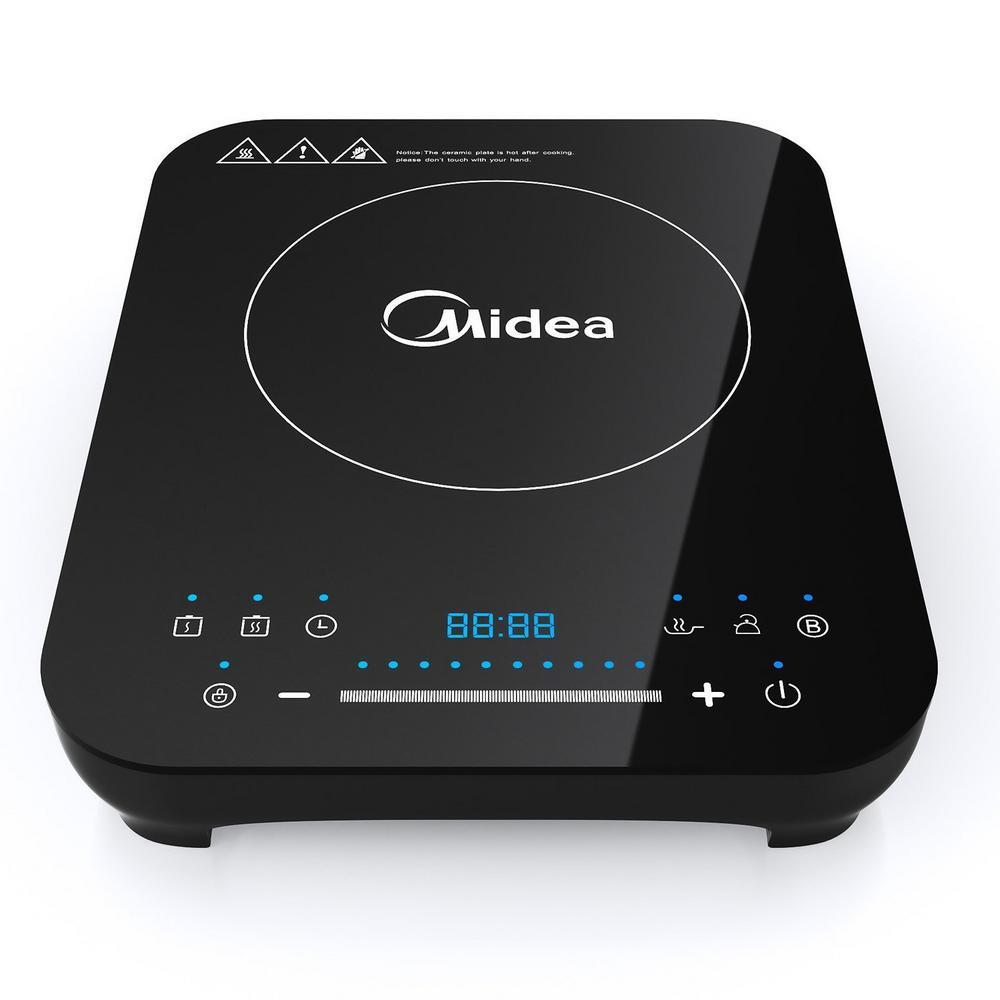 Notice: The ceramic plate is hot after cooking.
please don't touch with your hand.
Midea
88:88
B